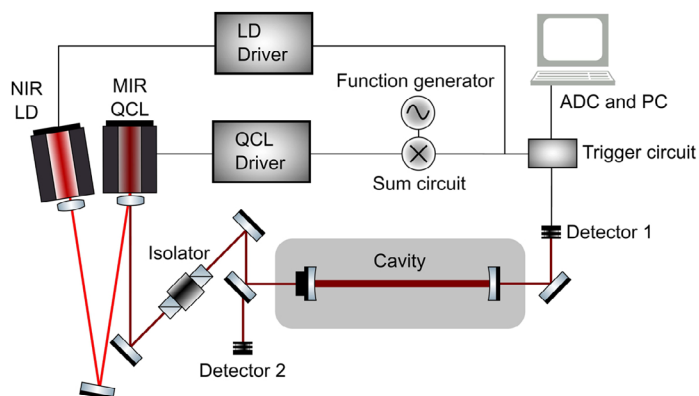 LD
Driver
NIR
LD
MIR
QCL
Function generator
ADC and PC
QCL
Driver
Sum circuit
Trigger circuit
Isolator
Cavity
Detector 1
Detector 2